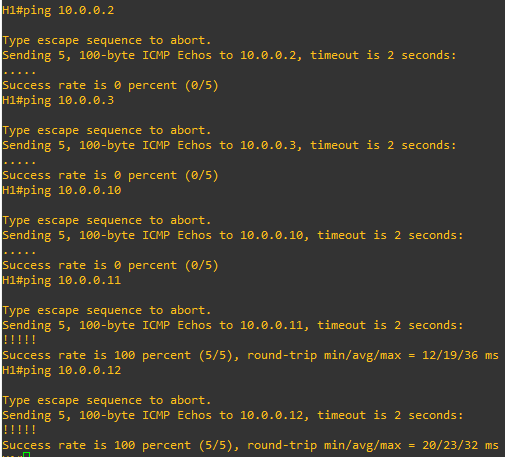 H1#ping 10.0.0.2
Type escape sequence to abort.
Sending 5, 100-byte ICMP Echos to 10.0.0.2, timeout is 2 seconds:
.....
Success rate is 0 percent (0/5)
H1#ping 10.0.0.3
Type escape sequence to abort.
Sending 5, 100-byte ICMP Echos to 10.0.0.3, timeout is 2 seconds:
.....
Success rate is 0 percent (0/5)
H1#ping 10.0.0.10
Type escape sequence to abort.
Sending 5, 100-byte ICMP Echos to 10.0.0.10, timeout is 2 seconds:
.....
Success rate is 0 percent (0/5)
H1#ping 10.0.0.11
Type escape sequence to abort.
Sending 5, 100-byte ICMP Echos to 10.0.0.11, timeout is 2 seconds:
!!!!!
Success rate is 100 percent (5/5), round-trip min/avg/max = 12/19/36 ms
H1#ping 10.0.0.12
Type escape sequence to abort.
Sending 5, 100-byte ICMP Echos to 10.0.0.12, timeout is 2 seconds:
!!!!!
Success rate is 100 percent (5/5), round-trip min/avg/max = 20/23/32 ms